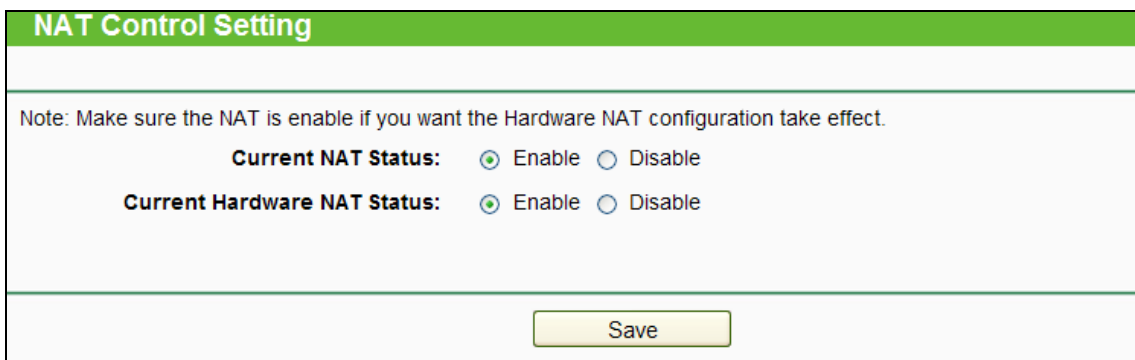 NAT Control Setting
Note: Make sure the NAT is enable if you want the Hardware NAT configuration take effect.
Current NAT Status: Enable Disable
Current Hardware NAT Status: Enable Disable
Save